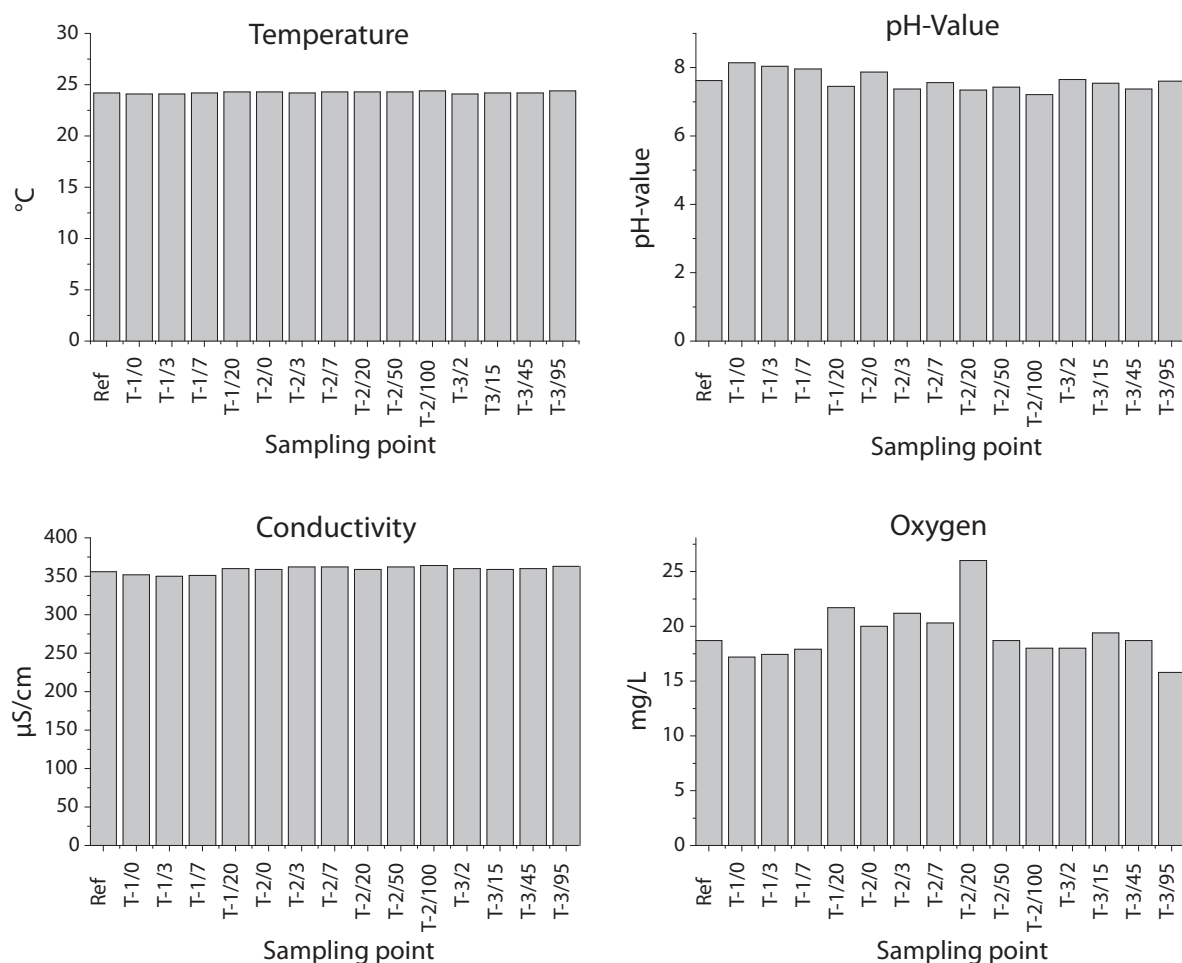 Temperature
30
25
20
15
10
5
0
°C
Ref
T-1/0
T-1/3
T-1/7
T-1/20
T-2/0
T-2/3
T-2/7
T-2/20
T-2/50
T-2/100
T-3/2
T3/15
T-3/45
T-3/95
Sampling point
pH-Value
8
6
4
2
0
pH-value
Ref
T-1/0
T-1/3
T-1/7
T-1/20
T-2/0
T-2/3
T-2/7
T-2/20
T-2/50
T-2/100
T-3/2
T-3/15
T-3/45
T-3/95
Sampling point
Conductivity
400
350
300
250
200
150
100
50
0
µS/cm
Ref
T-1/0
T-1/3
T-1/7
T-1/20
T-2/0
T-2/3
T-2/7
T-2/20
T-2/50
T-2/100
T-3/2
T-3/15
T-3/45
T-3/95
Sampling point
Oxygen
25
20
15
10
5
0
mg/L
Ref
T-1/0
T-1/3
T-1/7
T-1/20
T-2/0
T-2/3
T-2/7
T-2/20
T-2/50
T-2/100
T-3/2
T-3/15
T-3/45
T-3/95
Sampling point